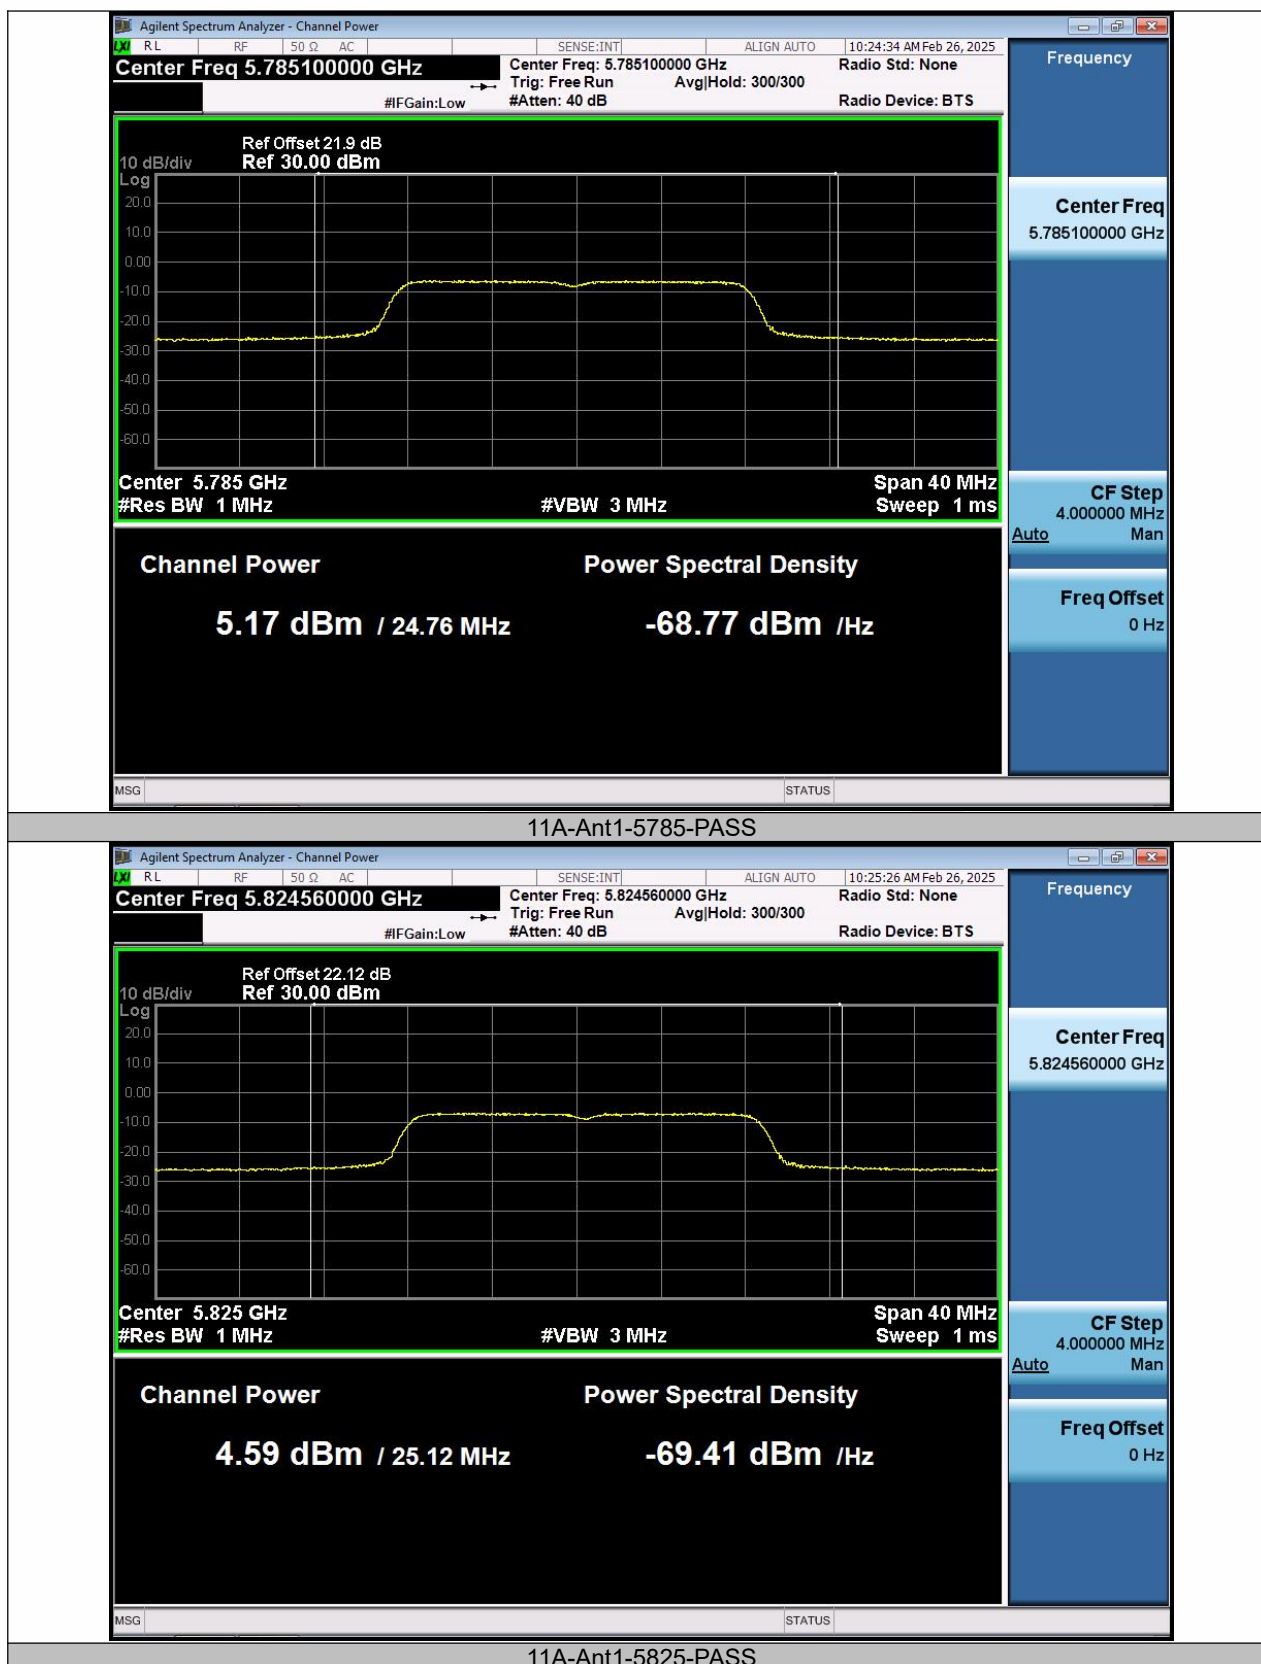 Agilent Spectrum Analyzer - Channel Power
LXI RL RF 50 Ω AC SENSE:INT ALIGN AUTO 10:24:34 AM Feb 26, 2025
Center Freq 5.785100000 GHz
Center Freq: 5.785100000 GHz
Radio Std: None
Trig: Free Run Avg|Hold: 300/300
#IFGain:Low #Atten: 40 dB Radio Device: BTS
Frequency
Ref Offset 21.9 dB
10 dB/div Ref 30.00 dBm
Log
20.0
10.0
0.00
-10.0
-20.0
-30.0
-40.0
-50.0
-60.0
Center 5.785 GHz Span 40 MHz
#Res BW 1 MHz #VBW 3 MHz Sweep 1 ms
Channel Power Power Spectral Density
5.17 dBm / 24.76 MHz -68.77 dBm /Hz
Center Freq
5.785100000 GHz
CF Step
4.000000 MHz
Auto Man
Freq Offset
0 Hz
MSG STATUS
11A-Ant1-5785-PASS
Agilent Spectrum Analyzer - Channel Power
LXI RL RF 50 Ω AC SENSE:INT ALIGN AUTO 10:25:26 AM Feb 26, 2025
Center Freq 5.824560000 GHz
Center Freq: 5.824560000 GHz
Radio Std: None
Trig: Free Run Avg|Hold: 300/300
#IFGain:Low #Atten: 40 dB Radio Device: BTS
Frequency
Ref Offset 22.12 dB
10 dB/div Ref 30.00 dBm
Log
20.0
10.0
0.00
-10.0
-20.0
-30.0
-40.0
-50.0
-60.0
Center 5.825 GHz Span 40 MHz
#Res BW 1 MHz #VBW 3 MHz Sweep 1 ms
Channel Power Power Spectral Density
4.59 dBm / 25.12 MHz -69.41 dBm /Hz
Center Freq
5.824560000 GHz
CF Step
4.000000 MHz
Auto Man
Freq Offset
0 Hz
MSG STATUS
11A-Ant1-5825-PASS